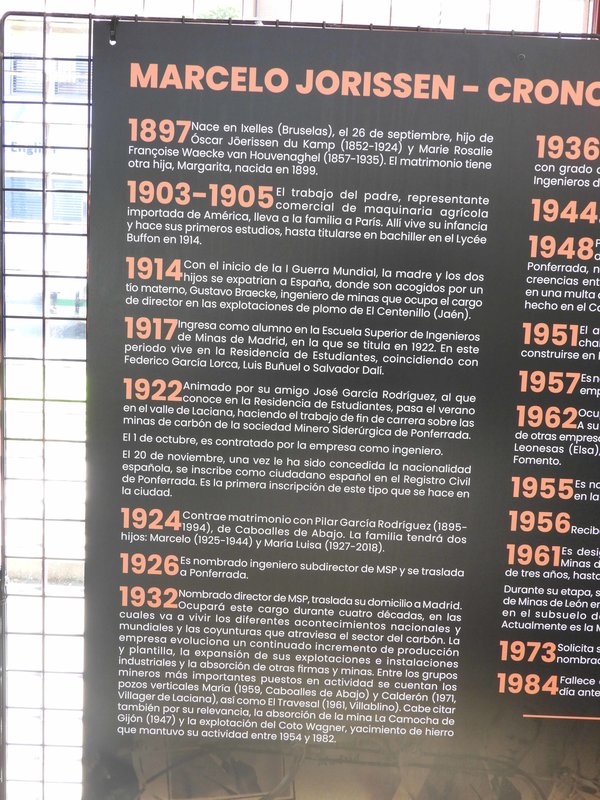 MARCELO JORISSEN - CRONO
1897 Nace en Ixelles (Bruselas), el 26 de septiembre, hijo de
Òscar Jöerissen du Kamp (1852-1924) y Marie Rosalie
Françoise Waecke van Houvenaghel (1857-1935). El matrimonio tiene
otra hija, Margarita, nacida en 1899.
1903-1905 El trabajo del padre, representante
comercial de maquinaria agrícola
importada de América, lleva a la familia a París. Allí vive su infancia
y hace sus primeros estudios, hasta titularse en bachiller en el Lycée
Buffon en 1914.
1914 Con el inicio de la I Guerra Mundial, la madre y los dos
hijos se expatrian a España, donde son acogidos por un
tío materno, Gustavo Braecke, ingeniero de minas que ocupa el cargo
de director en las explotaciones de plomo de El Centenillo (Jaén).
1917 Ingresa como alumno en la Escuela Superior de Ingenieros
de Minas de Madrid, en la que se titula en 1922. En este
periodo vive en la Residencia de Estudiantes, coincidiendo con
Federico García Lorca, Luis Buñuel o Salvador Dalí.
1922 Animado por su amigo José García Rodríguez, al que
conoce en la Residencia de Estudiantes, pasa el verano
en el valle de Laciana, haciendo el trabajo de fin de carrera sobre las
minas de carbón de la sociedad Minero Siderúrgica de Ponferrada.
El 1 de octubre, es contratado por la empresa como ingeniero.
El 20 de noviembre, una vez le ha sido concedida la nacionalidad
española, se inscribe como ciudadano español en el Registro Civil
de Ponferrada. Es la primera inscripción de este tipo que se hace en
la ciudad.
1924 Contrae matrimonio con Pilar García Rodríguez (1895-
1994), de Caboalles de Abajo. La familia tendrá dos
hijos: Marcelo (1925-1944) y María Luisa (1927-2018).
1926 Es nombrado ingeniero subdirector de MSP y se traslada
a Ponferrada.
1932 Nombrado director de MSP, traslada su domicilio a Madrid.
Ocupará este cargo durante cuatro décadas, en las
cuales va a vivir los diferentes acontecimientos nacionales y
mundiales y las coyunturas que atraviesa el sector del carbón. La
empresa evoluciona un continuado incremento de producción
y plantilla, la expansión de sus explotaciones e instalaciones
industriales y la absorción de otras firmas y minas. Entre los grupos
mineros más importantes puestos en actividad se cuentan los
pozos verticales María (1959, Caboalles de Abajo) y Calderón (1971,
Villager de Laciana), así como El Travesal (1961, Villablino). Cabe citar
también por su relevancia, la absorción de la mina La Camocha de
Gijón (1947) y la explotación del Coto Wagner, yacimiento de hierro
que mantuvo su actividad entre 1954 y 1982.
1936
con grado
Ingenieros d
1944
1948
Ponferrada, n
creencias ent
en una multa
hecho en el Co
1951 El a
cha
construirse en
1957 Es n
emp
1962 Ocu
A su
de otras empres
Leonesas (Elsa),
Fomento.
1955 Es no
en la
1956 Recib
1961 Es desi
Minas d
de tres años, hast
Durante su etapa, s
de Minas de León en
en el subsuelo d
Actualmente es la M
1973 Solicita s
nombrad
1984 Fallece
día ante